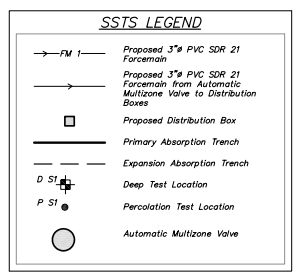 SSTS LEGEND
FM 1
Proposed 3"ø PVC SDR 21
Forcemain
Proposed 3"ø PVC SDR 21
Forcemain from Automatic
Multizone Valve to Distribution
Boxes
Proposed Distribution Box
Primary Absorption Trench
Expansion Absorption Trench
D S1
Deep Test Location
P S1
Percolation Test Location
Automatic Multizone Valve